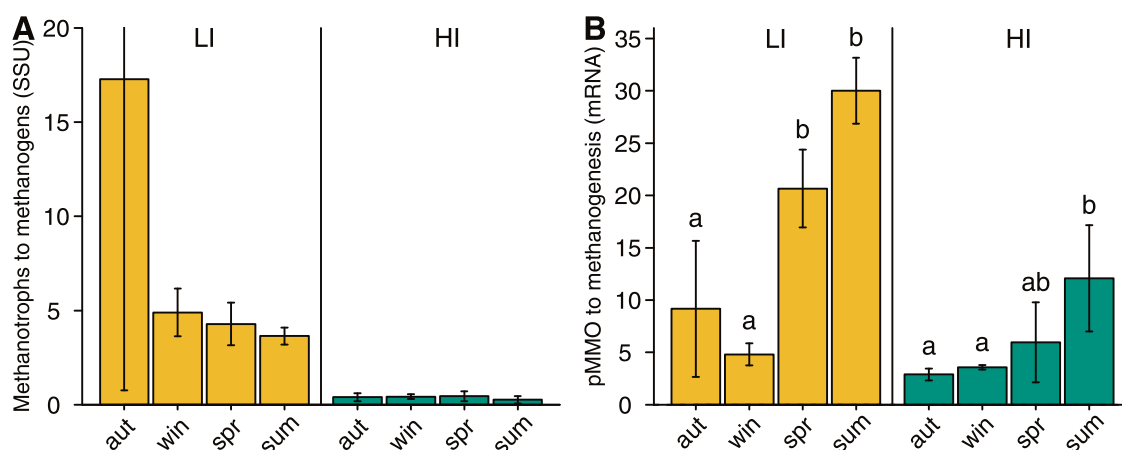 A
Methanotrophs to methanogens (SSU)
20
15
10
5
0
LI
HI
aut
win
spr
sum
aut
win
spr
sum
B
pMMO to methanogenesis (mRNA)
35
30
25
20
15
10
5
0
LI
HI
a
a
b
b
a
a
ab
b
aut
win
spr
sum
aut
win
spr
sum